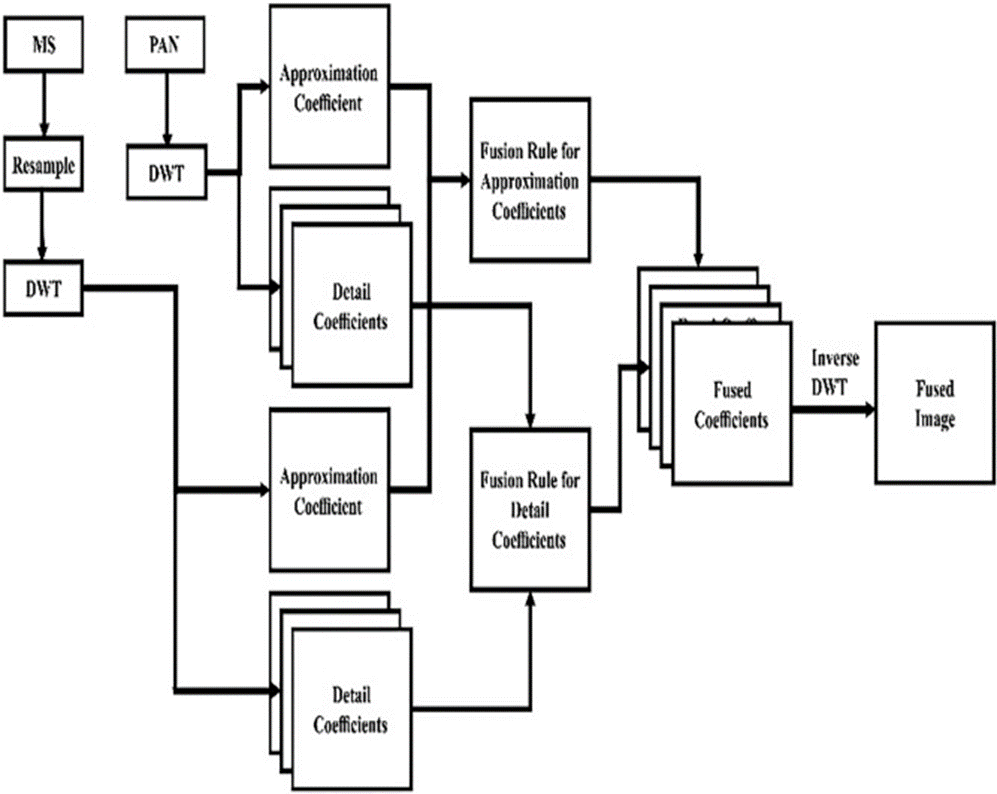 MS
PAN
Resample
DWT
DWT
Approximation
Coefficient
Detail
Coefficients
Approximation
Coefficient
Detail
Coefficients
Fusion Rule for
Approximation
Coefficients
Fusion Rule for
Detail
Coefficients
Fused
Coefficients
Inverse
DWT
Fused
Image